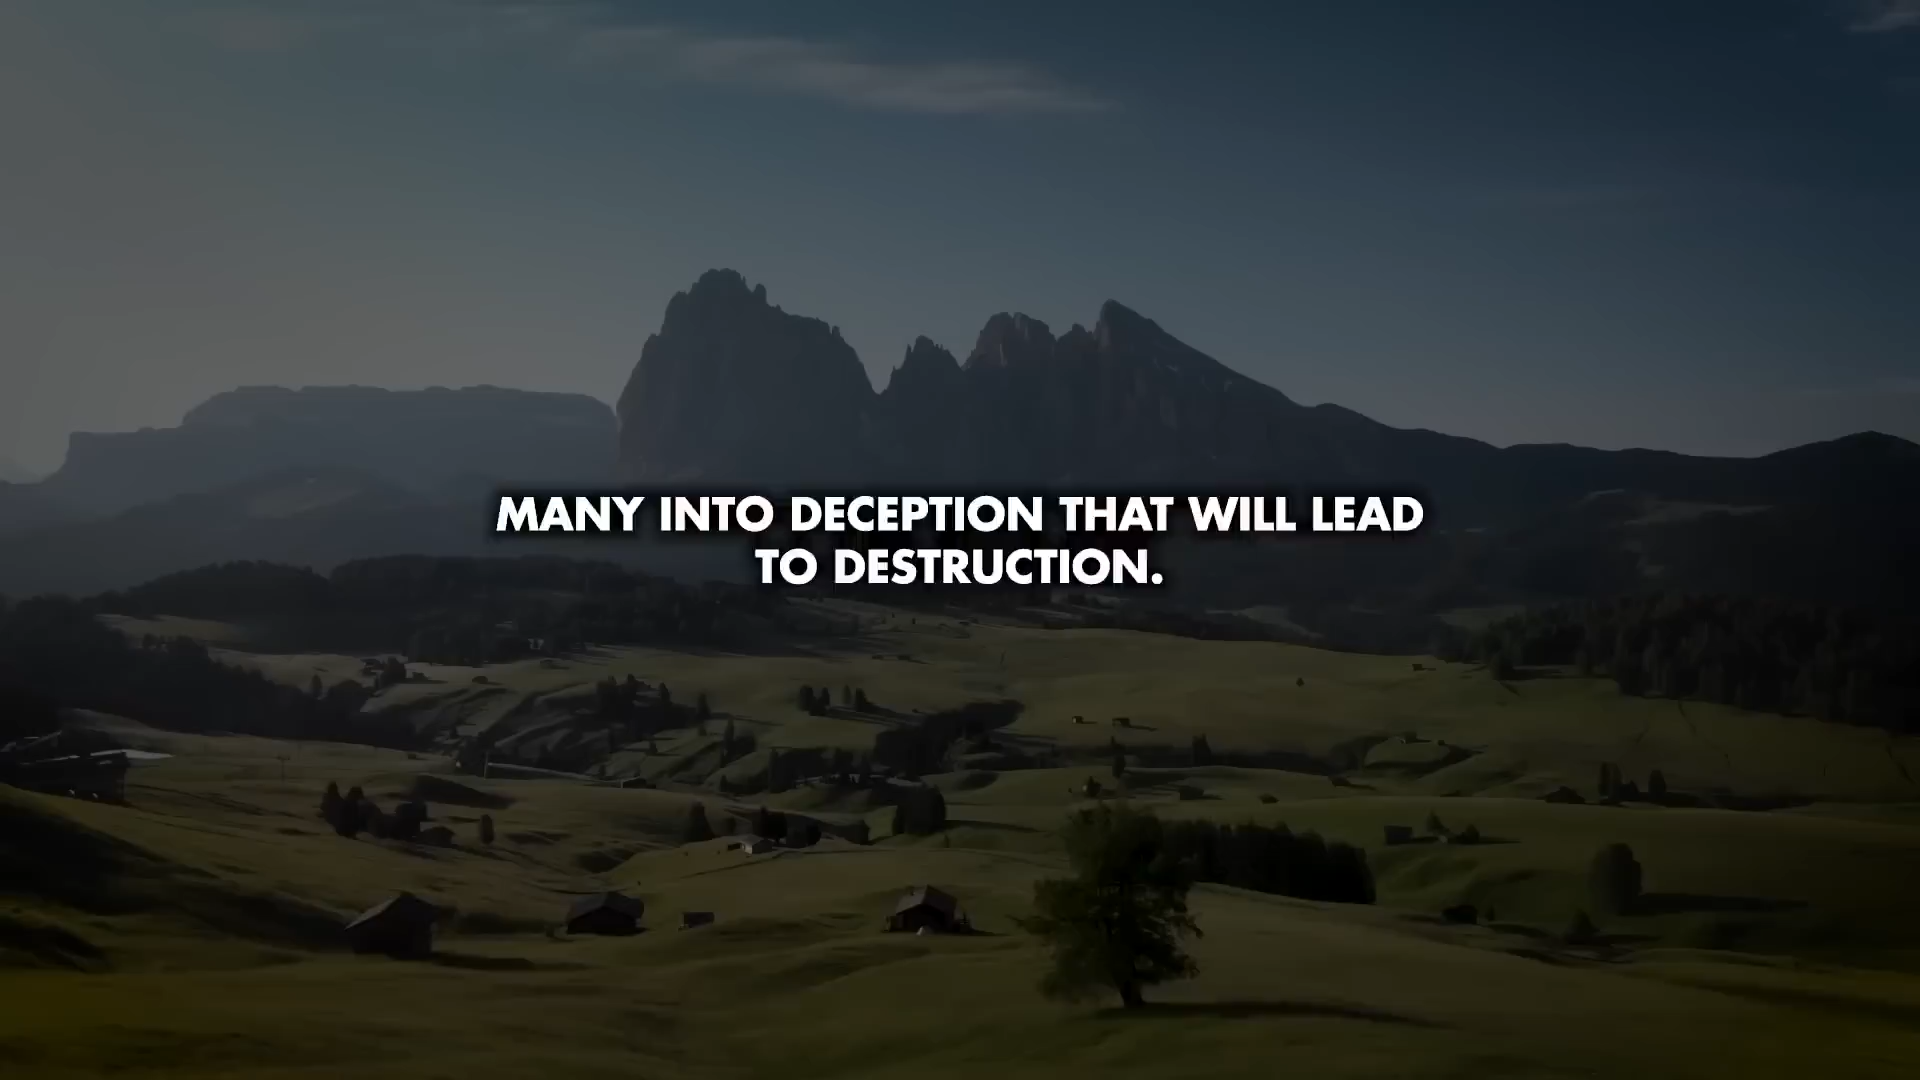 MANY INTO DECEPTION THAT WILL LEAD
TO DESTRUCTION.